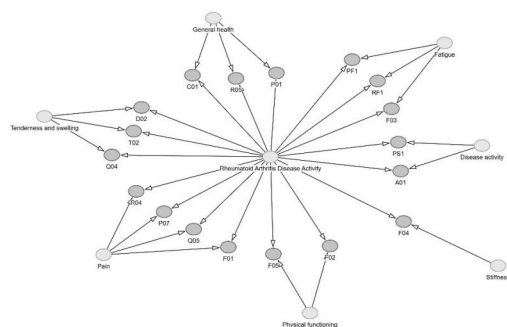 General health
Fatigue
C01
R05
P01
PF1
RF1
F03
D02
T02
Q04
Tenderness and swelling
PS1
A01
Disease activity
Rheumatoid Arthritis Disease Activity
R04
P07
Q05
F01
Pain
F05
F02
F04
Stiffnes
Physical functioning